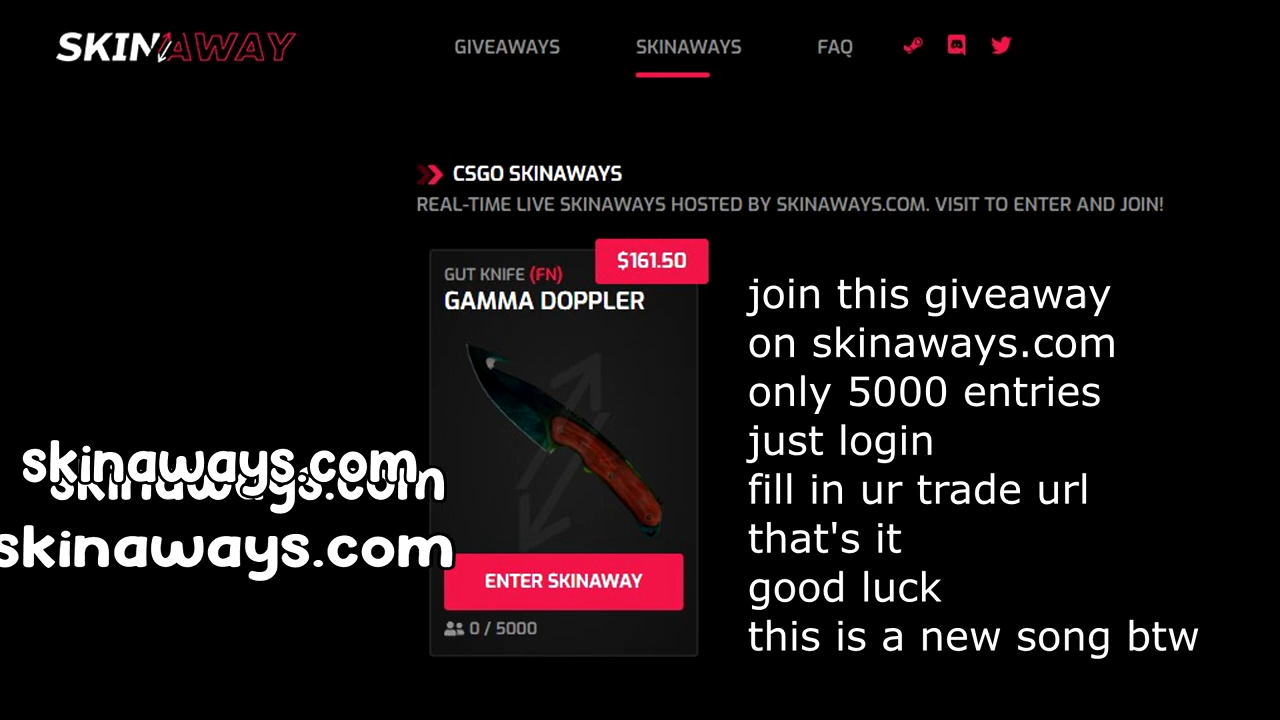 SKINAWAY
GIVEAWAYS SKINAWAYS FAQ
CSGO SKINAWAYS
REAL-TIME LIVE SKINAWAYS HOSTED BY SKINAWAYS.COM. VISIT TO ENTER AND JOIN!
$161.50
GUT KNIFE (FN)
GAMMA DOPPLER
ENTER SKINAWAY
0 / 5000
skinaways.com
skinaways.com
skinaways.com
join this giveaway
on skinaways.com
only 5000 entries
just login
fill in ur trade url
that's it
good luck
this is a new song btw